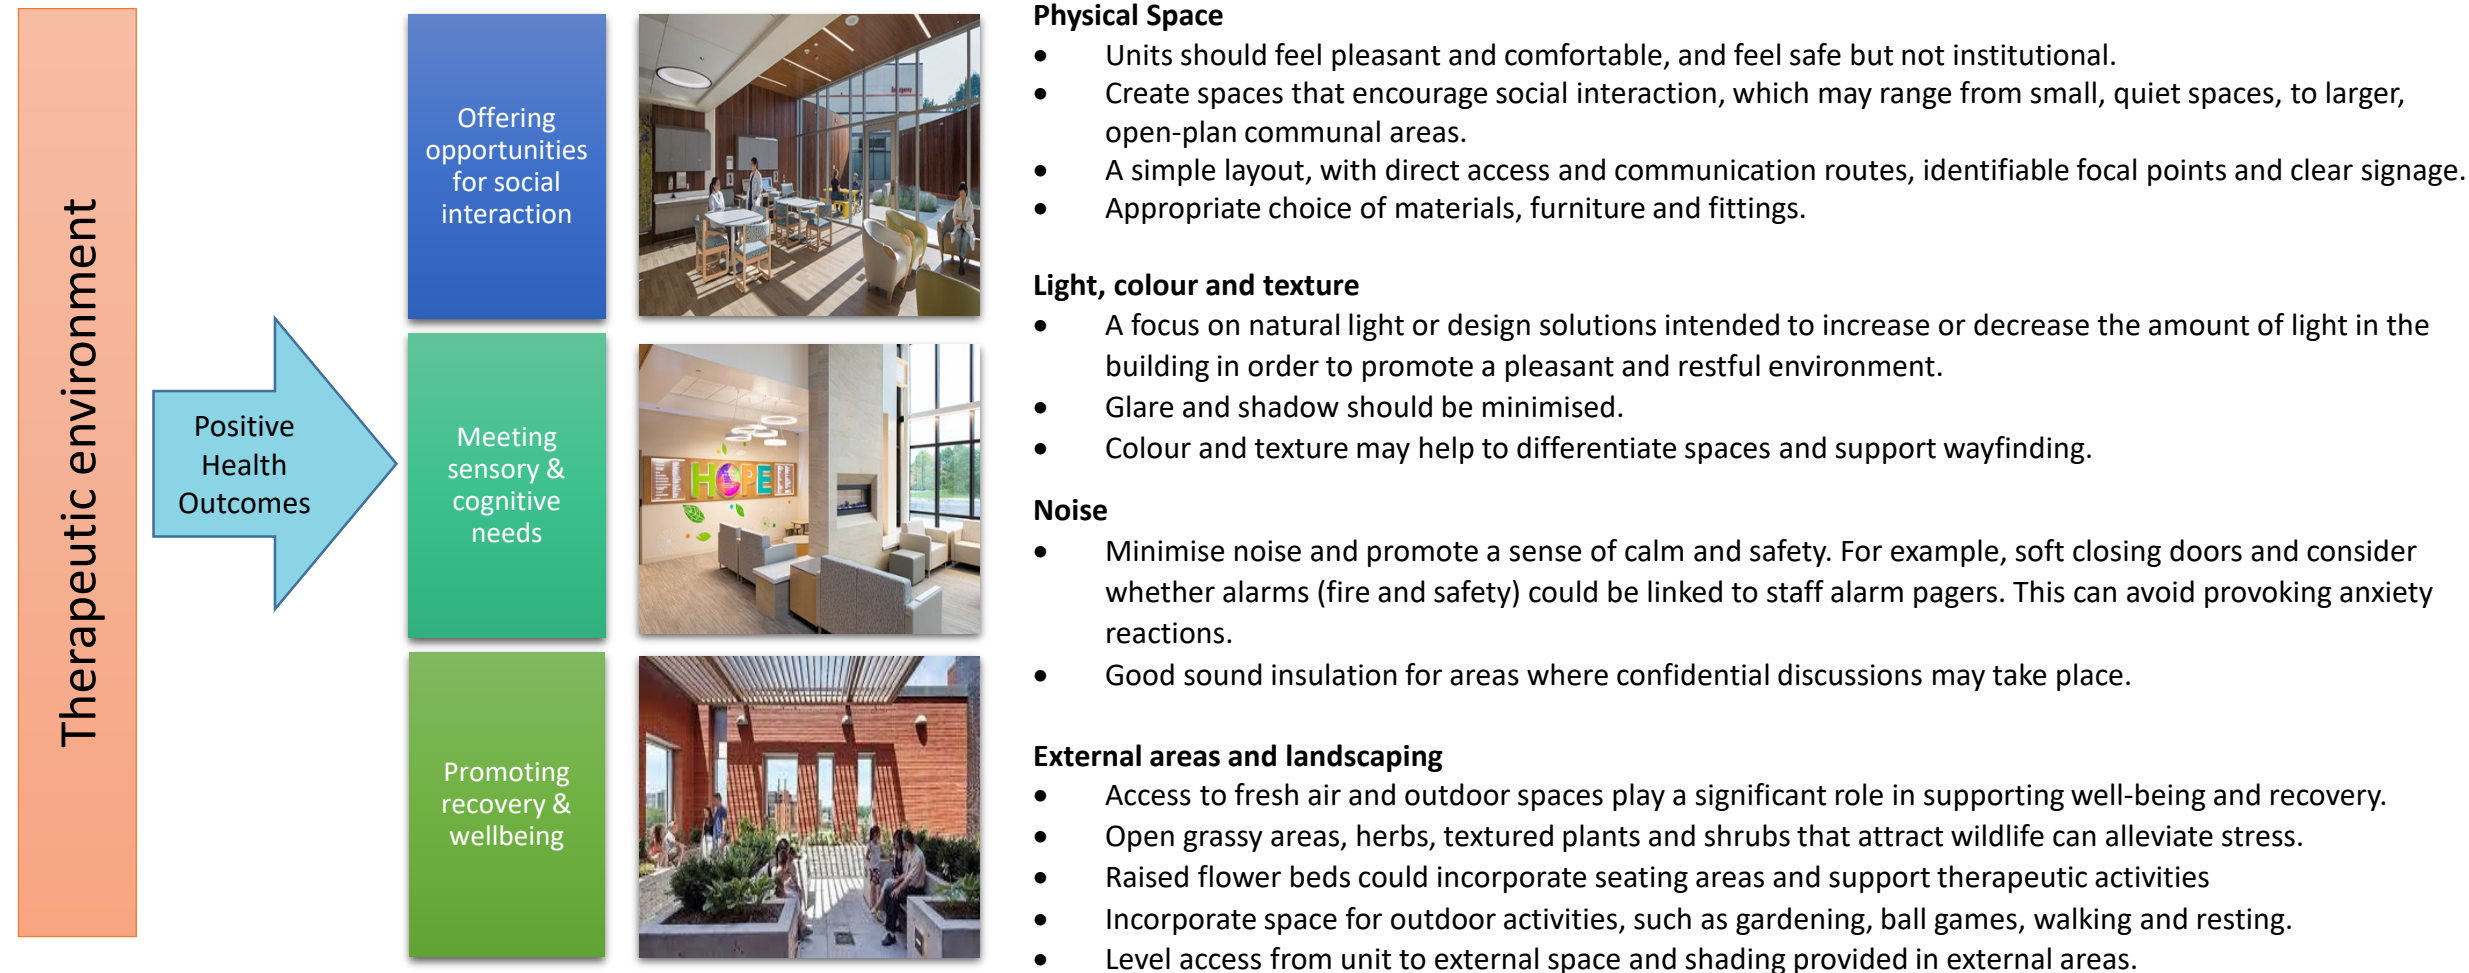 Therapeutic environment
Positive
Health
Outcomes
Offering
opportunities
for social
interaction
Meeting
sensory &
cognitive
needs
Promoting
recovery &
wellbeing
HOPE
Physical Space
• Units should feel pleasant and comfortable, and feel safe but not institutional.
• Create spaces that encourage social interaction, which may range from small, quiet spaces, to larger,
open-plan communal areas.
• A simple layout, with direct access and communication routes, identifiable focal points and clear signage.
• Appropriate choice of materials, furniture and fittings.
Light, colour and texture
• A focus on natural light or design solutions intended to increase or decrease the amount of light in the
building in order to promote a pleasant and restful environment.
• Glare and shadow should be minimised.
• Colour and texture may help to differentiate spaces and support wayfinding.
Noise
• Minimise noise and promote a sense of calm and safety. For example, soft closing doors and consider
whether alarms (fire and safety) could be linked to staff alarm pagers. This can avoid provoking anxiety
reactions.
• Good sound insulation for areas where confidential discussions may take place.
External areas and landscaping
• Access to fresh air and outdoor spaces play a significant role in supporting well-being and recovery.
• Open grassy areas, herbs, textured plants and shrubs that attract wildlife can alleviate stress.
• Raised flower beds could incorporate seating areas and support therapeutic activities
• Incorporate space for outdoor activities, such as gardening, ball games, walking and resting.
• Level access from unit to external space and shading provided in external areas.